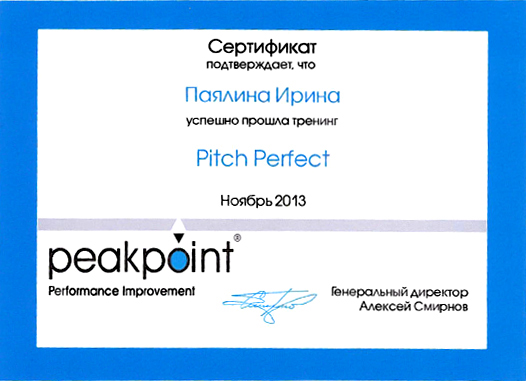 Сертификат
подтверждает, что
Паялина Ирина
успешно прошла тренинг
Pitch Perfect
Ноябрь 2013
peakpoint®
Performance Improvement
Генеральный директор
Алексей Смирнов